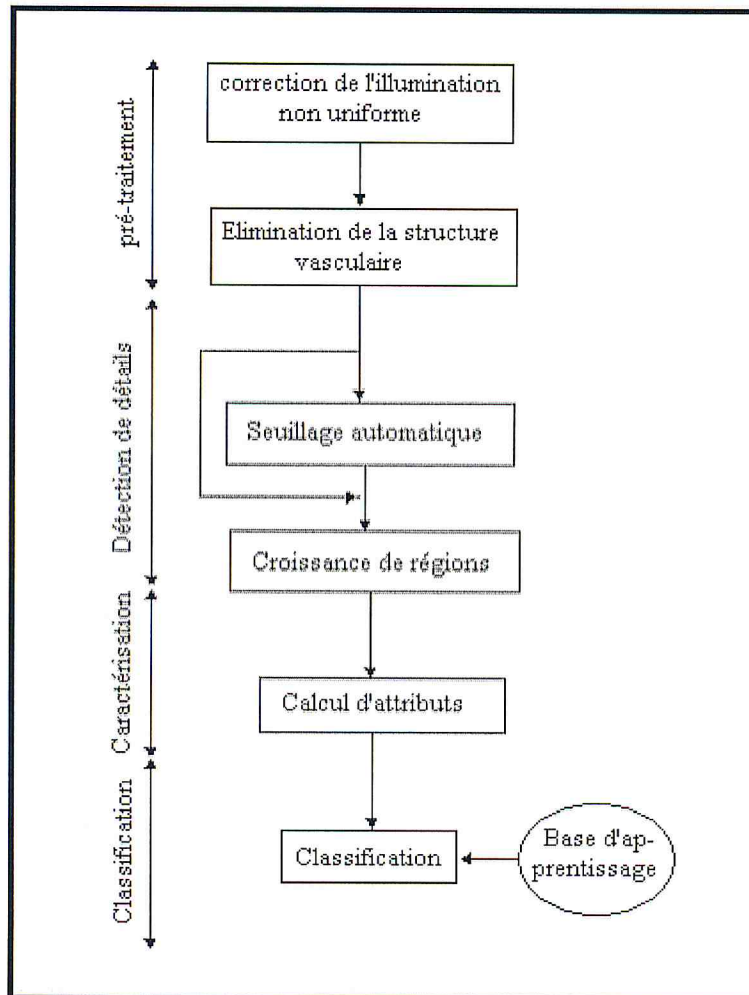 correction de l'illumination
non uniforme
pré-traitement
Elimination de la structure
vasculaire
Détection de détails
Seuillage automatique
Croissance de régions
Caractérisation
Calcul d'attributs
Classification
Classification
Base d'ap-
prentissage